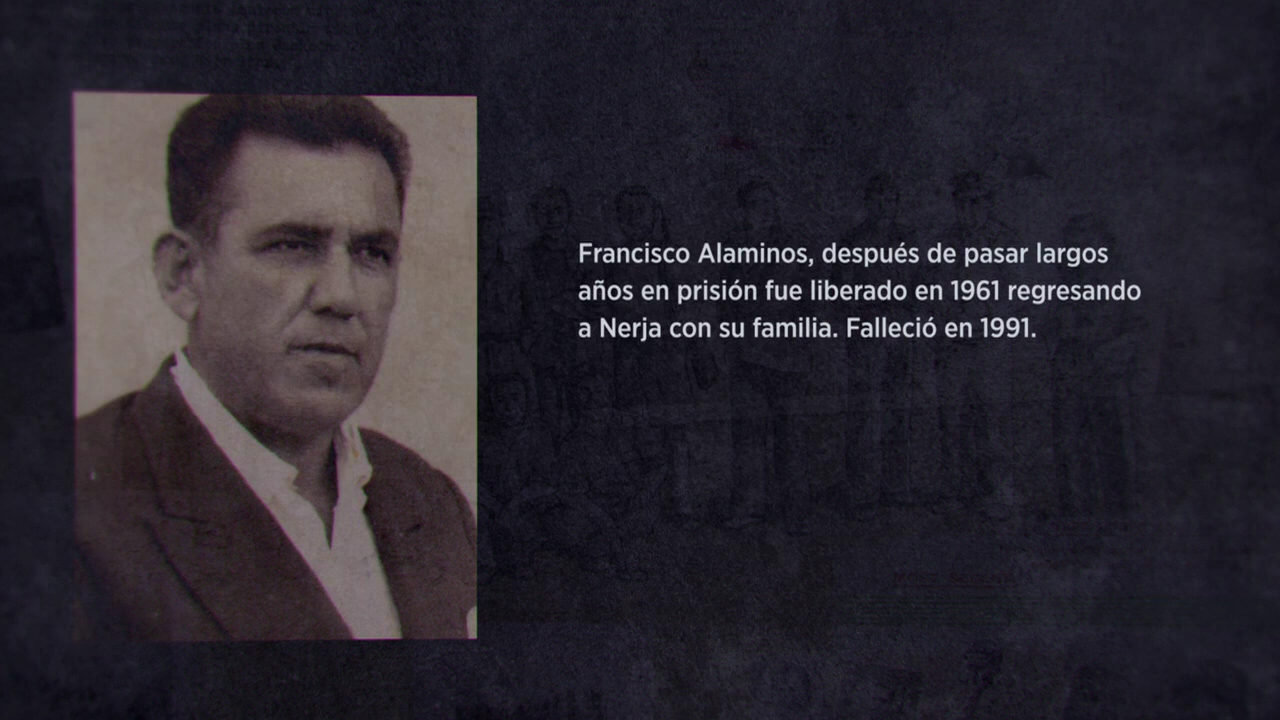 Francisco Alaminos, después de pasar largos
años en prisión fue liberado en 1961 regresando
a Nerja con su familia. Falleció en 1991.